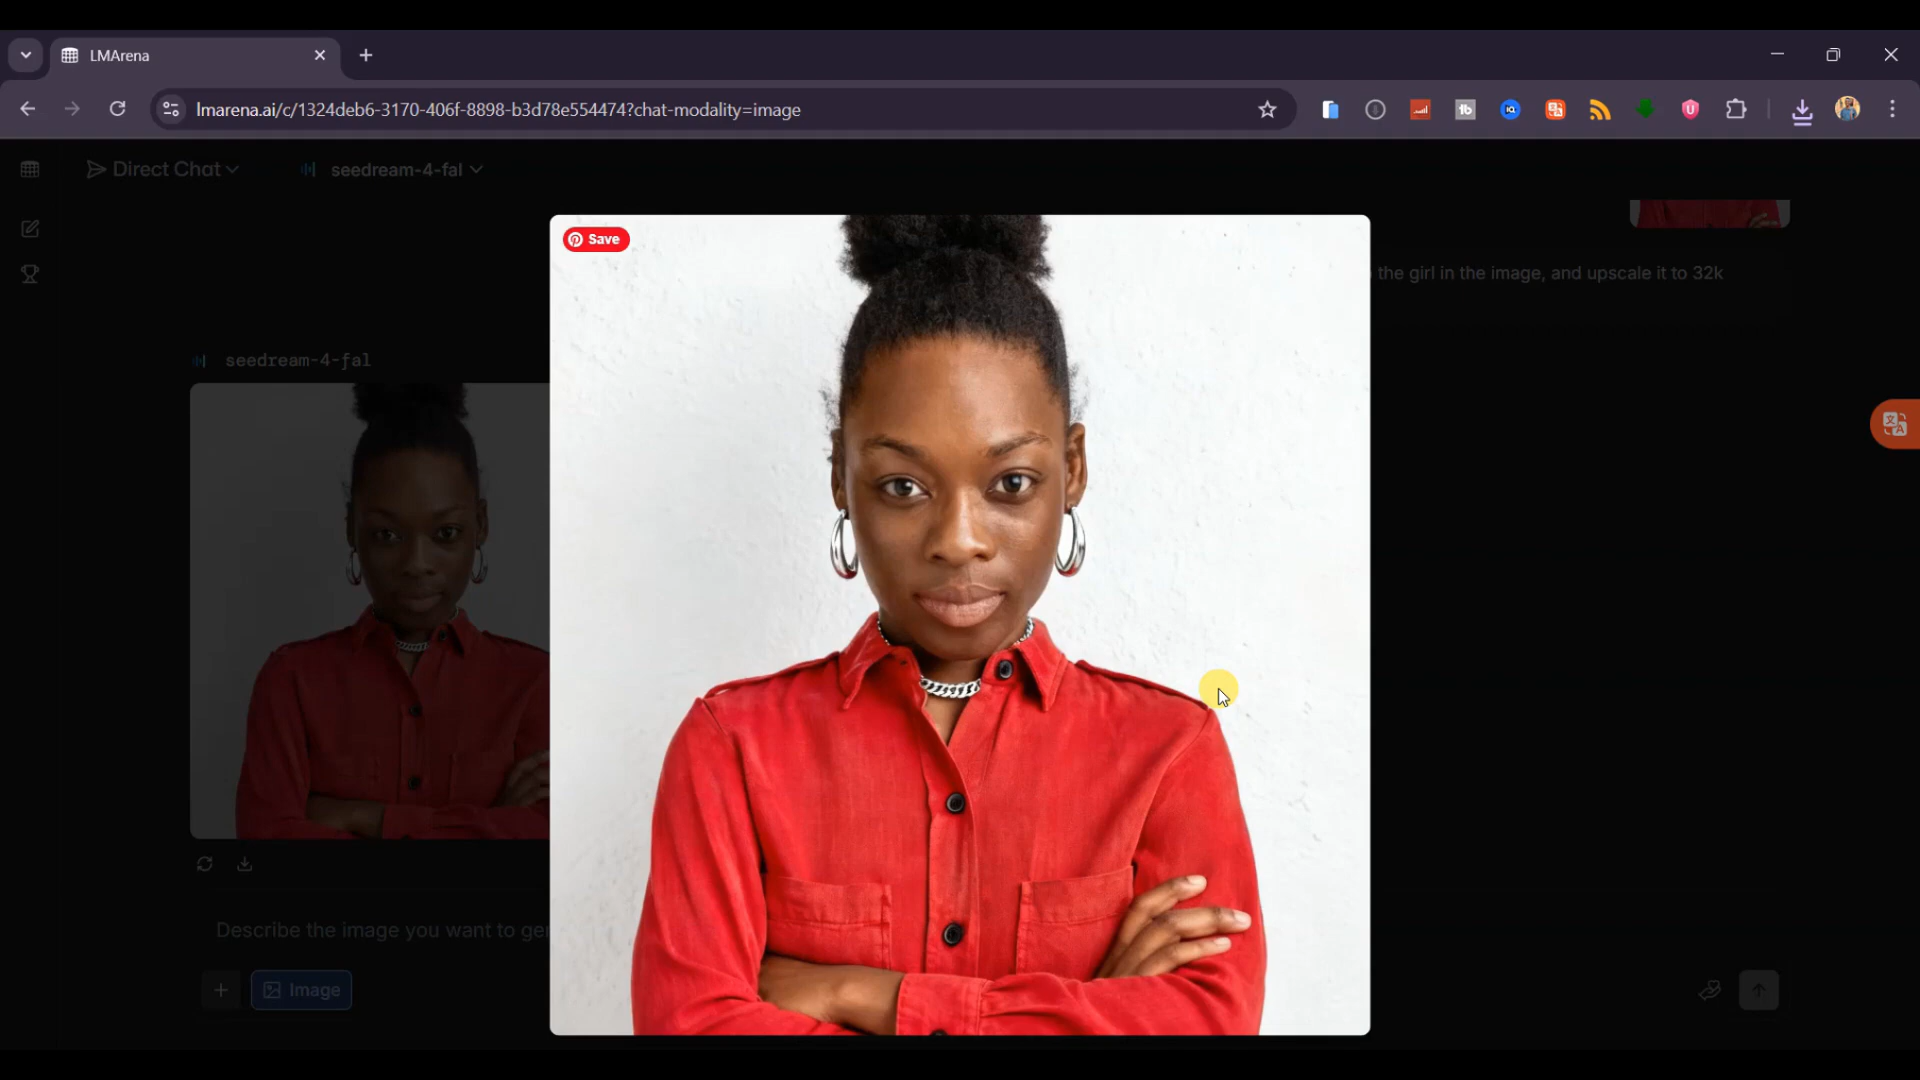 LMArena
lmarena.ai/c/1324deb6-3170-406f-8898-b3d78e554474?chat-modality=image
Direct Chat
seedream-4-fal
Save
the girl in the image, and upscale it to 32k
seedream-4-fal
Describe the image you want to ge
Image